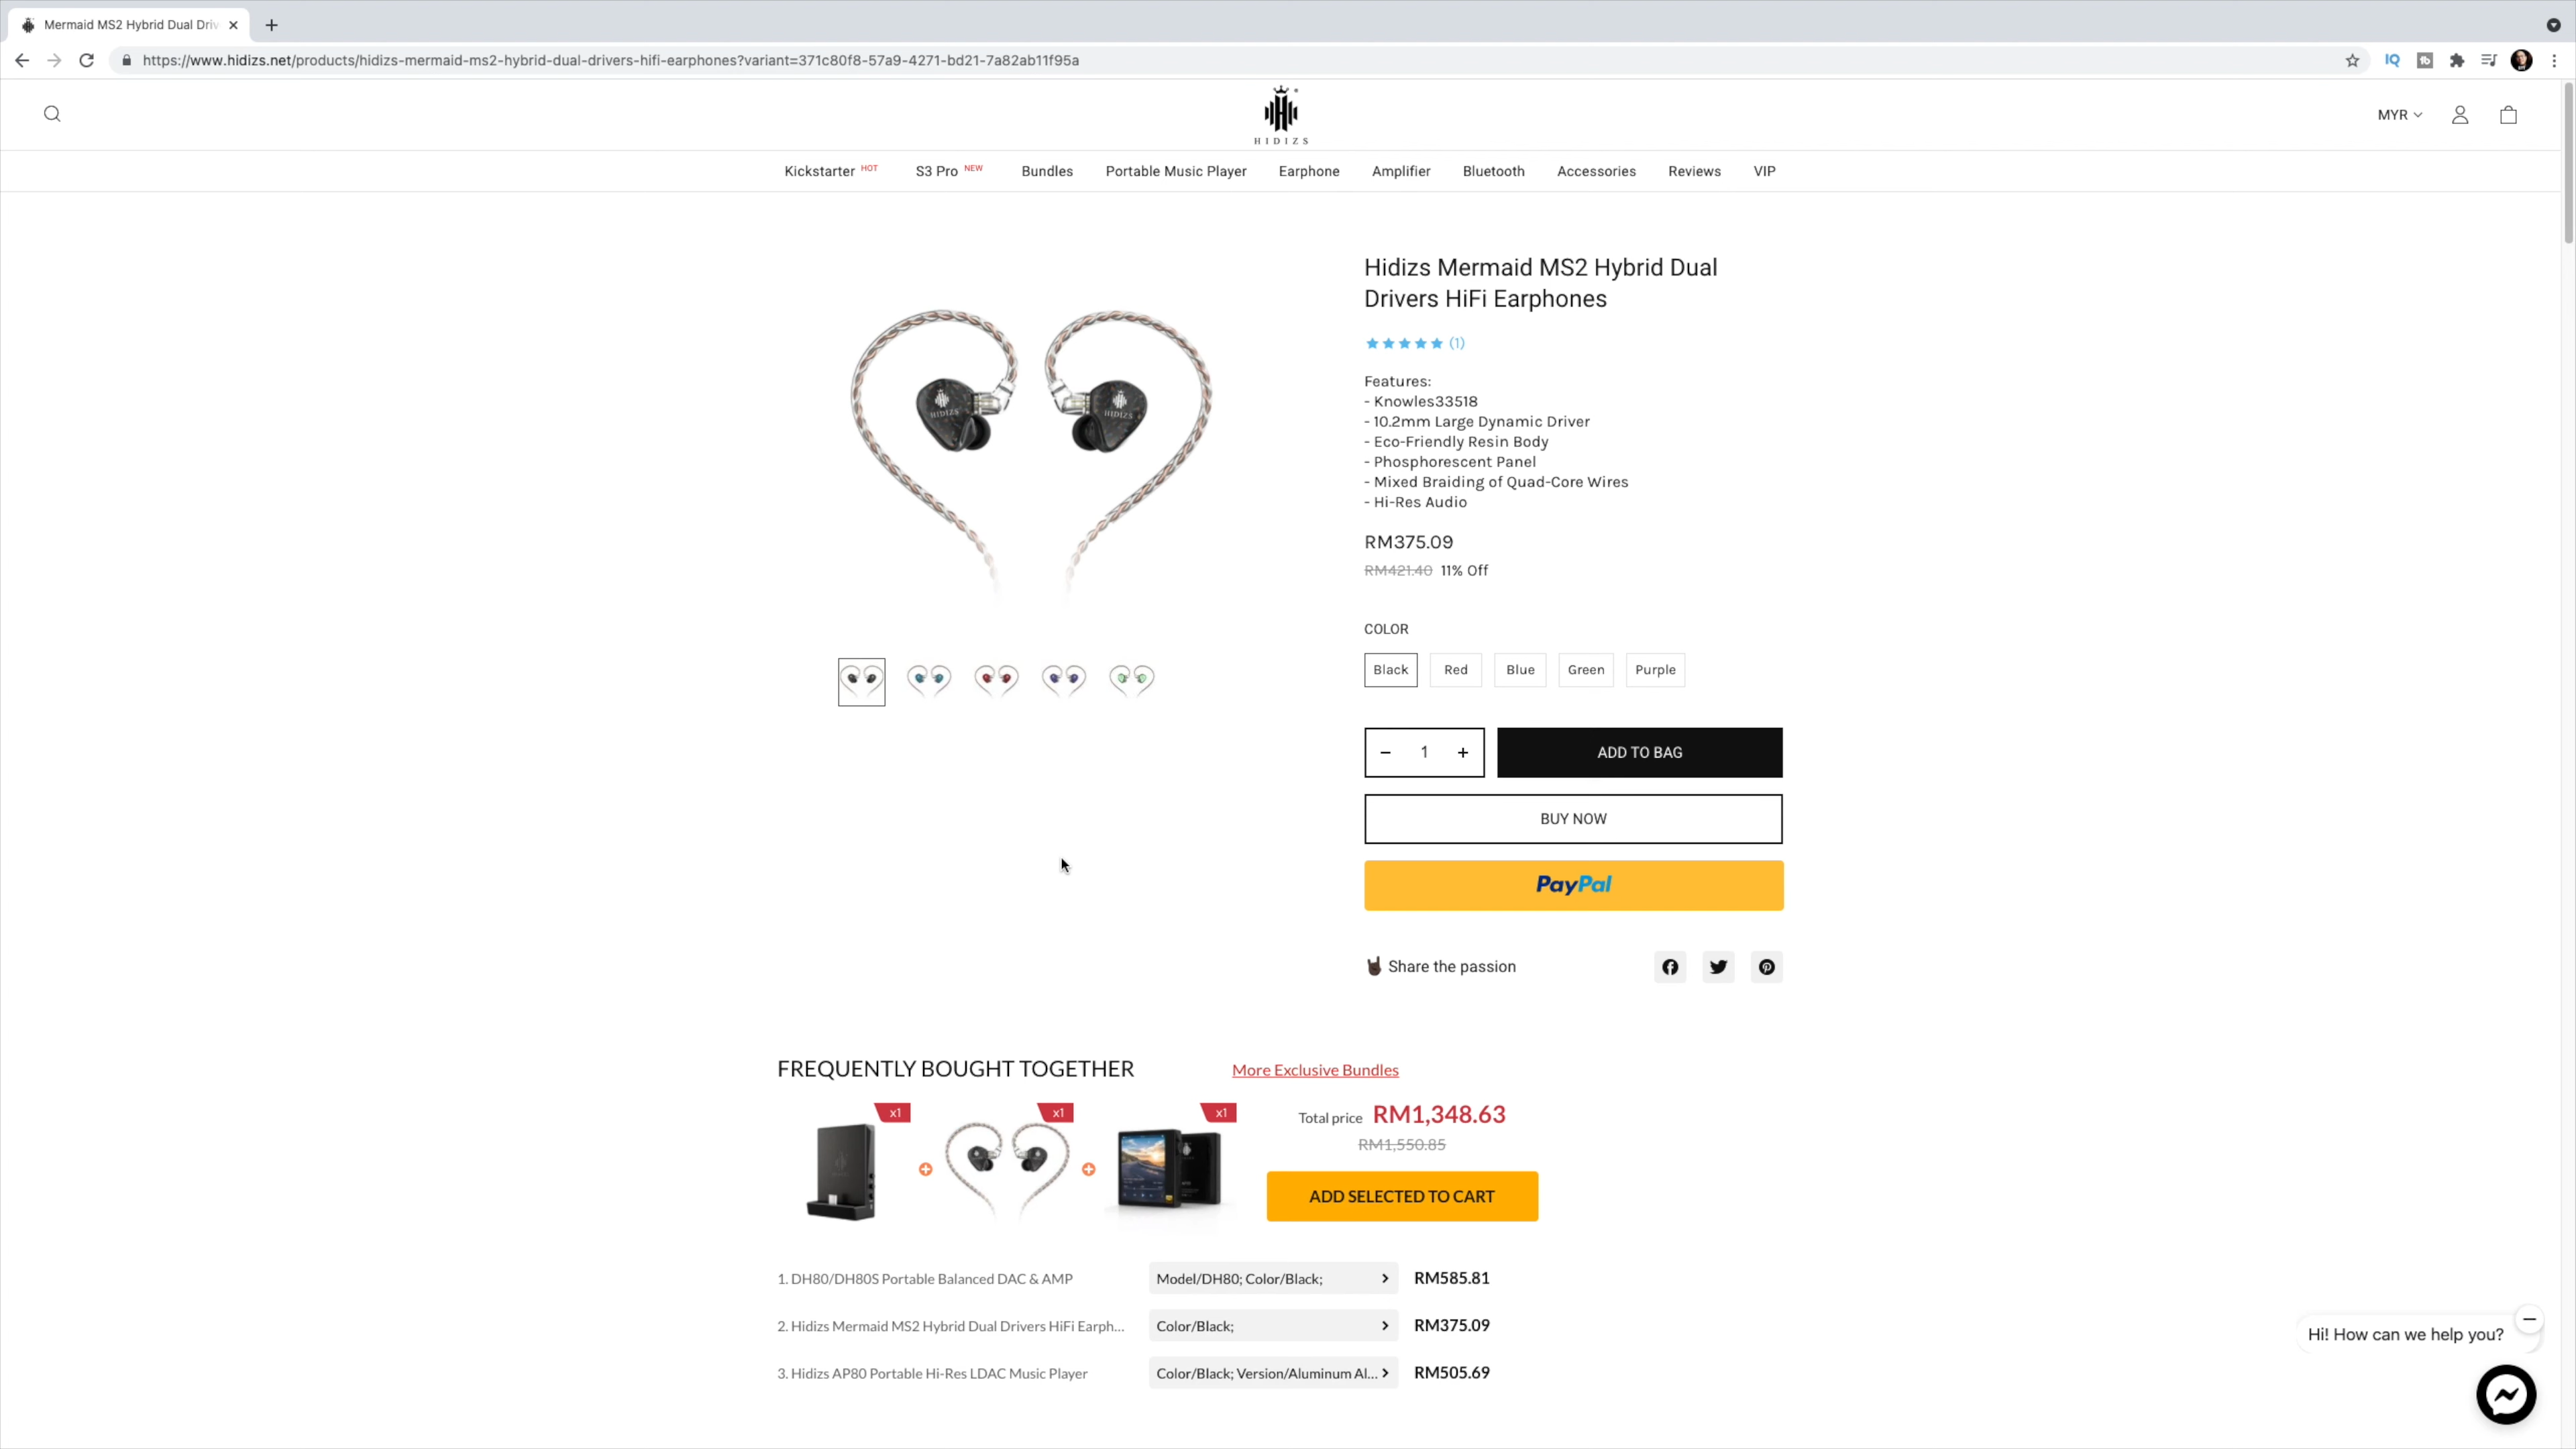 Mermaid MS2 Hybrid Dual Driv
https://www.hidizs.net/products/hidizs-mermaid-ms2-hybrid-dual-drivers-hifi-earphones?variant=371c80f8-57a9-4271-bd21-7a82ab11f95a
IQ
HIDIZS
MYR
Kickstarter HOT S3 Pro NEW Bundles Portable Music Player Earphone Amplifier Bluetooth Accessories Reviews VIP
Hidizs Mermaid MS2 Hybrid Dual
Drivers HiFi Earphones
(1)
Features:
- Knowles33518
- 10.2mm Large Dynamic Driver
- Eco-Friendly Resin Body
- Phosphorescent Panel
- Mixed Braiding of Quad-Core Wires
- Hi-Res Audio
HIDIZS HIDIZS
RM375.09
RM421.40 11% Off
COLOR
Black Red Blue Green Purple
1 ADD TO BAG
BUY NOW
PayPal
Share the passion
FREQUENTLY BOUGHT TOGETHER More Exclusive Bundles
x1 x1 x1
Total price RM1,348.63
RM1,550.85
ADD SELECTED TO CART
1. DH80/DH80S Portable Balanced DAC & AMP Model/DH80; Color/Black; RM585.81
2. Hidizs Mermaid MS2 Hybrid Dual Drivers HiFi Earph... Color/Black; RM375.09
3. Hidizs AP80 Portable Hi-Res LDAC Music Player Color/Black; Version/Aluminum Al... RM505.69
Hi! How can we help you?